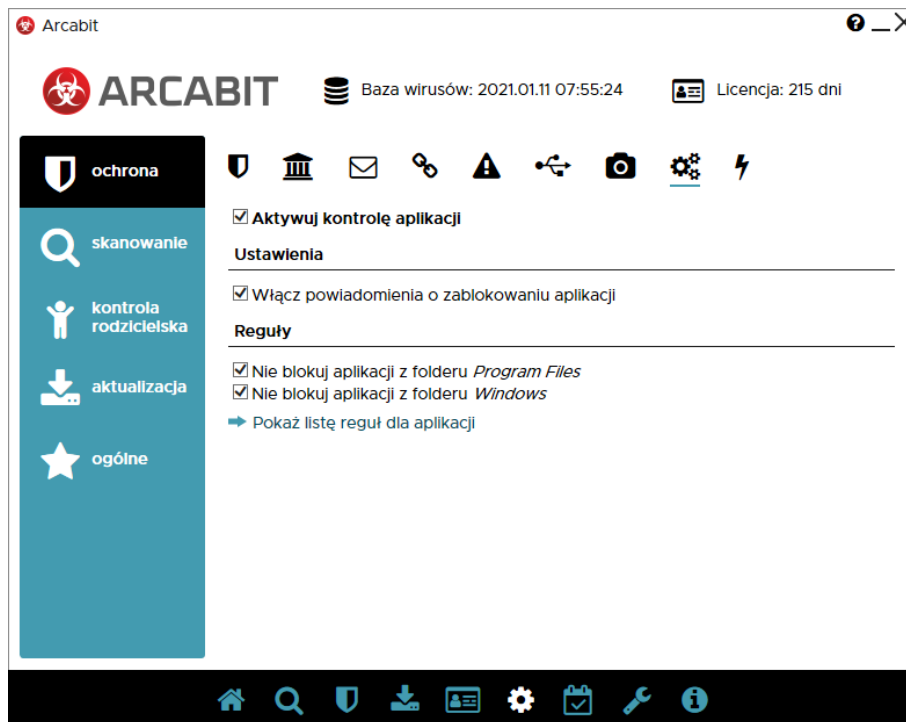 Arcabit
ARCABIT
Baza wirusów: 2021.01.11 07:55:24
Licencja: 215 dni
ochrona
skanowanie
kontrola
rodzicielska
aktualizacja
ogólne
Aktywuj kontrolę aplikacji
Ustawienia
Włącz powiadomienia o zablokowaniu aplikacji
Reguły
Nie blokuj aplikacji z folderu Program Files
Nie blokuj aplikacji z folderu Windows
Pokaż listę reguł dla aplikacji